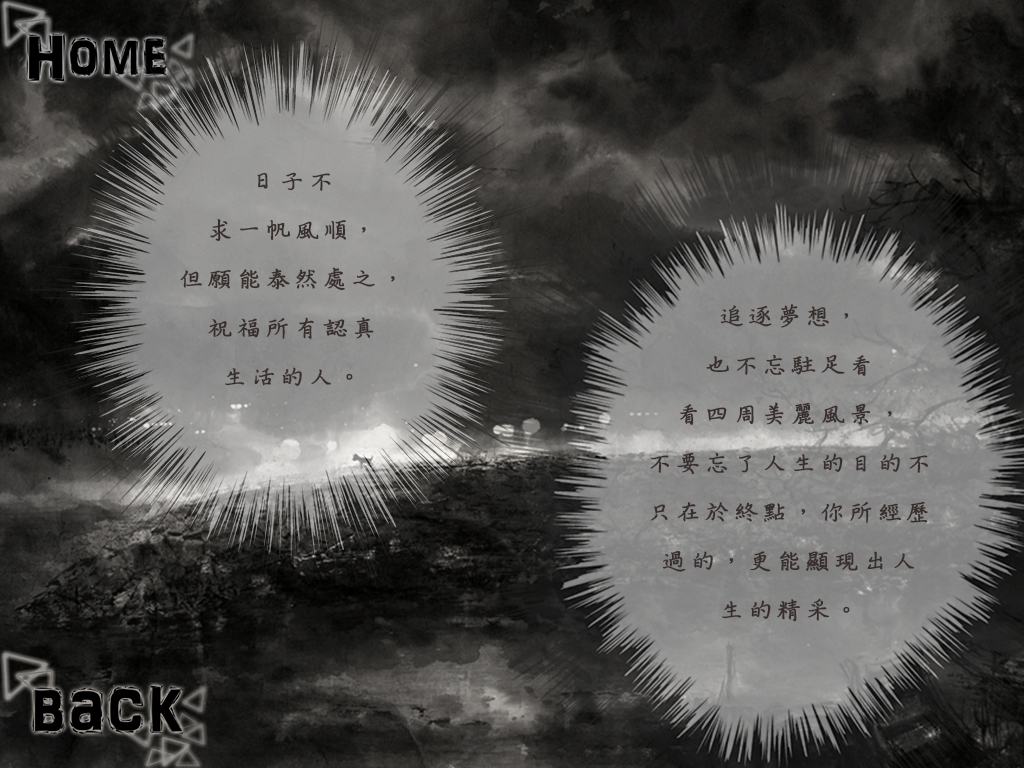 HOME
日子不
求一帆風順，
但願能泰然處之，
祝福所有認真
生活的人。
追逐夢想，
也不忘駐足看
看四周美麗風景，
不要忘了人生的目的不
只在於終點，你所經歷
過的，更能顯現出人
生的精采。
BACK